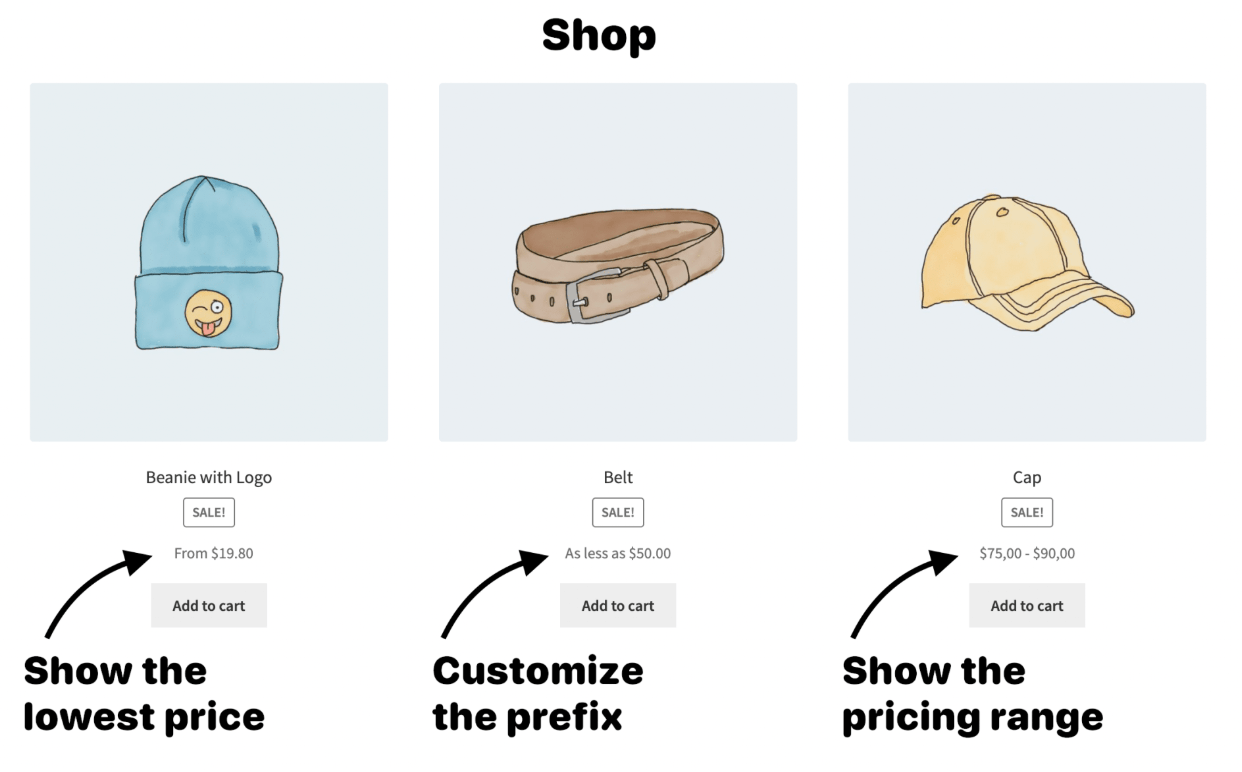 Shop
Beanie with Logo
SALE!
From $19.80
Add to cart
Show the
lowest price
Belt
SALE!
As less as $50.00
Add to cart
Customize
the prefix
Cap
SALE!
$75,00 - $90,00
Add to cart
Show the
pricing range